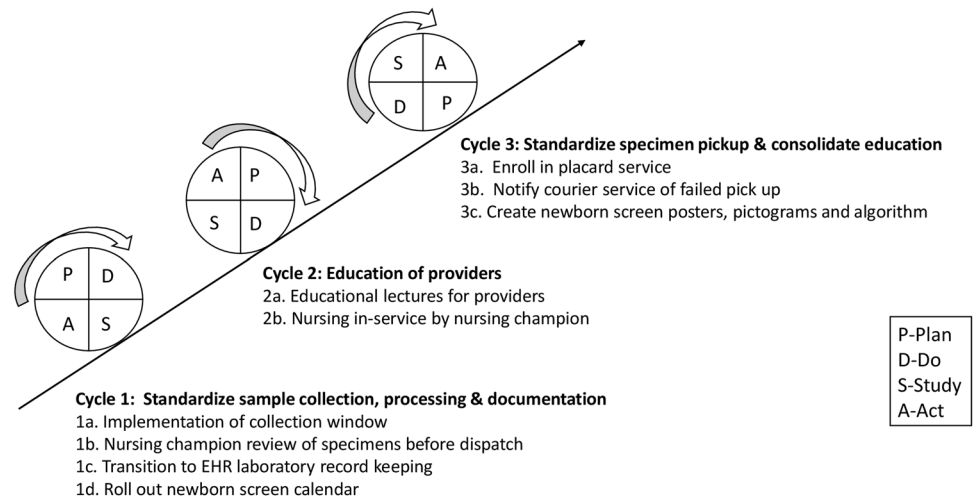 S A
D P
Cycle 3: Standardize specimen pickup & consolidate education
3a. Enroll in placard service
3b. Notify courier service of failed pick up
3c. Create newborn screen posters, pictograms and algorithm
A P
S D
Cycle 2: Education of providers
2a. Educational lectures for providers
2b. Nursing in-service by nursing champion
P D
A S
Cycle 1: Standardize sample collection, processing & documentation
1a. Implementation of collection window
1b. Nursing champion review of specimens before dispatch
1c. Transition to EHR laboratory record keeping
1d. Roll out newborn screen calendar
P-Plan
D-Do
S-Study
A-Act